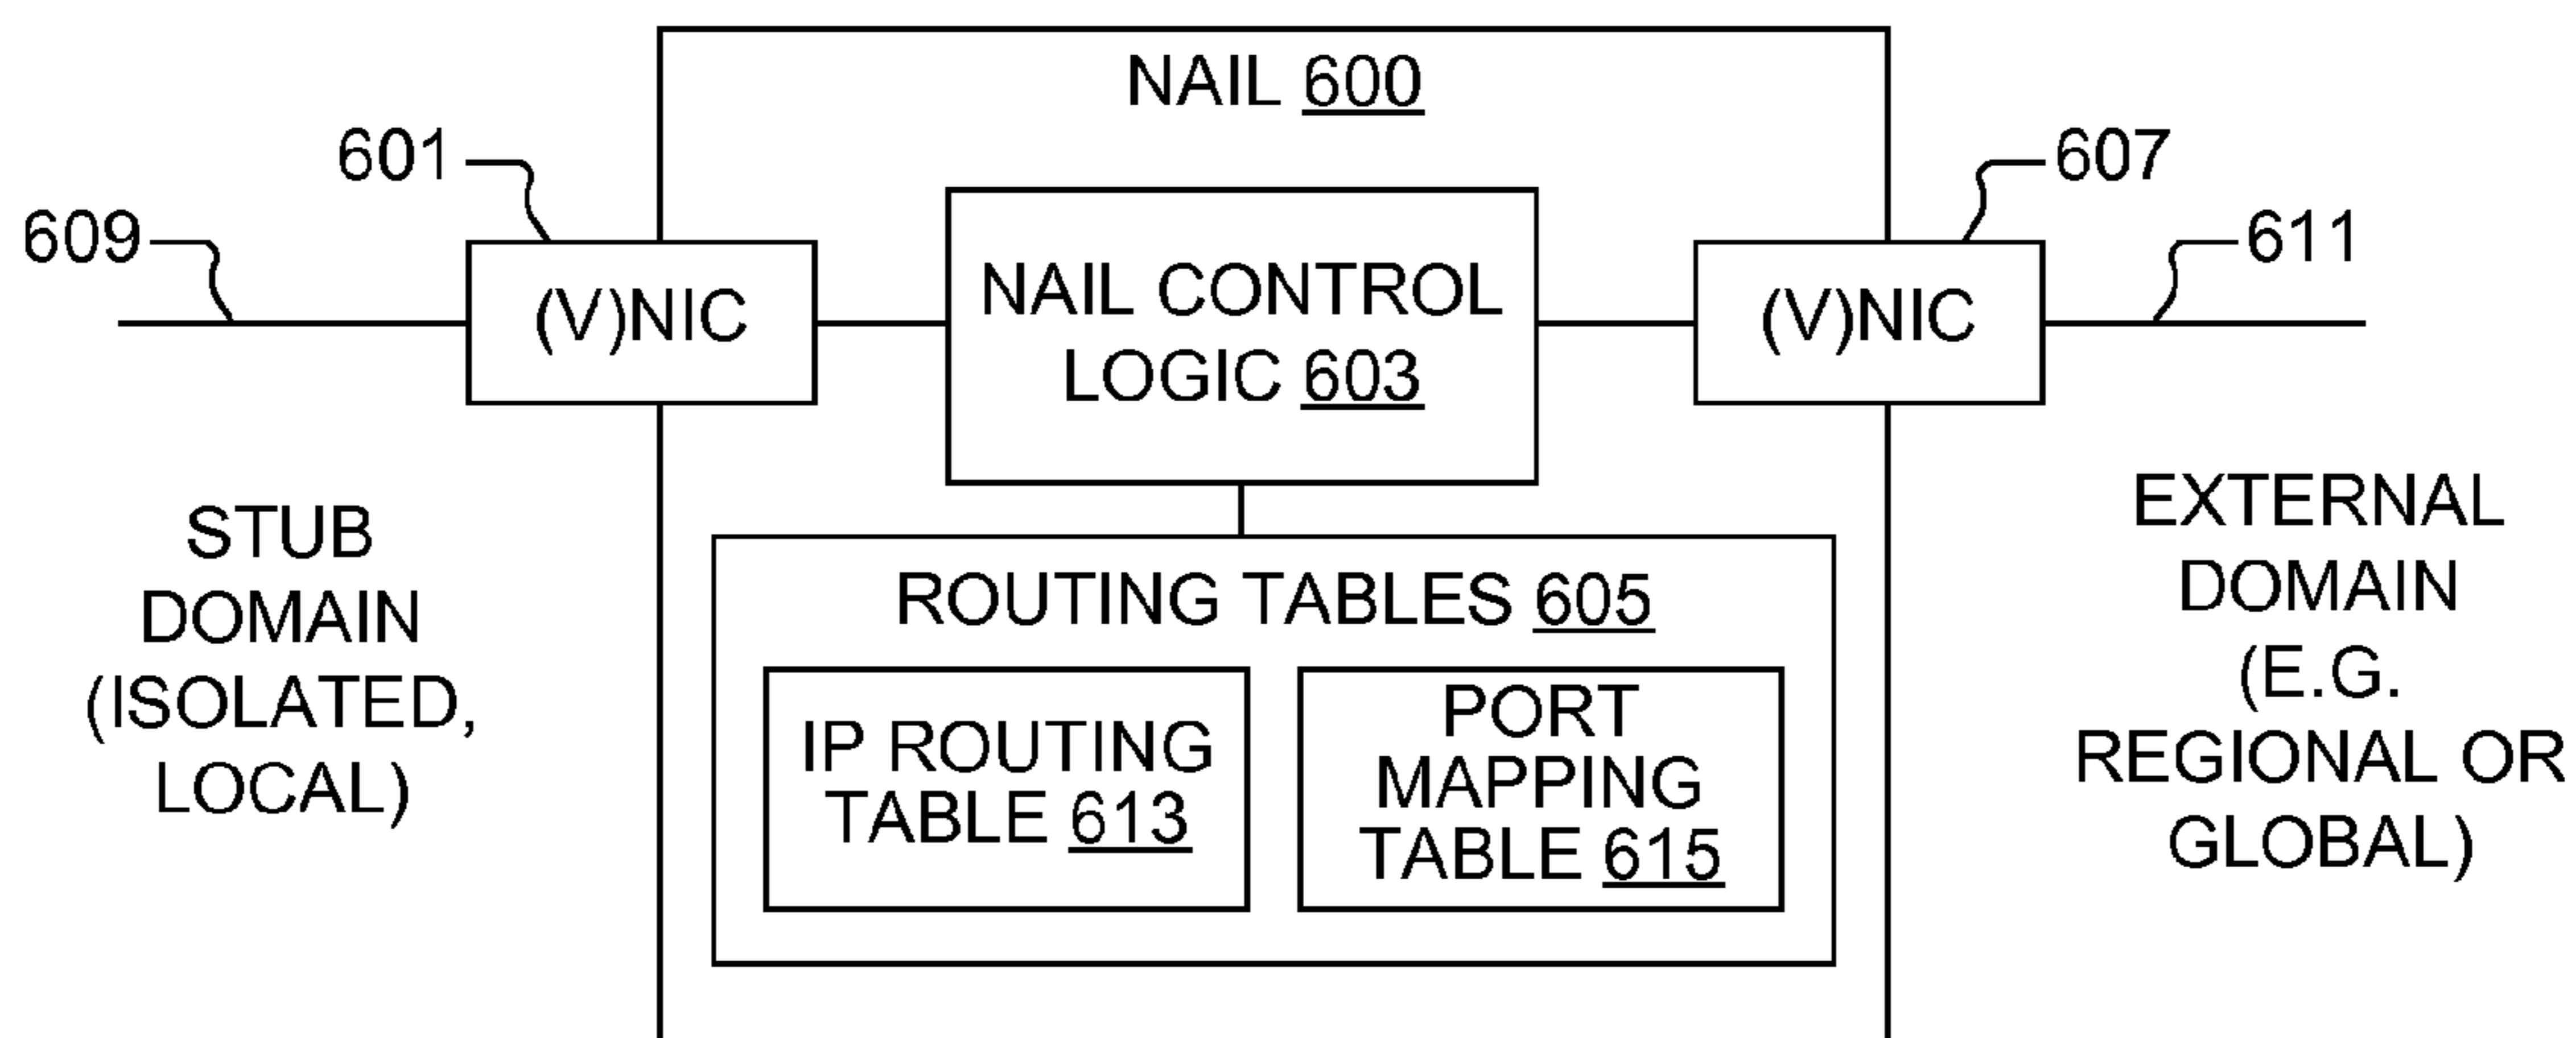 NAIL 600
601
607
609
611
(V)NIC
NAIL CONTROL
LOGIC 603
(V)NIC
STUB
DOMAIN
(ISOLATED,
LOCAL)
ROUTING TABLES 605
IP ROUTING
TABLE 613
PORT
MAPPING
TABLE 615
EXTERNAL
DOMAIN
(E.G.
REGIONAL OR
GLOBAL)